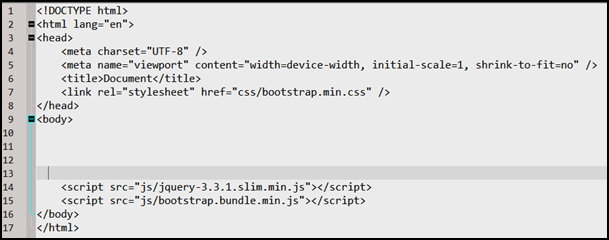 1 <!DOCTYPE html>
2 <html lang="en">
3 <head>
4 <meta charset="UTF-8" />
5 <meta name="viewport" content="width=device-width, initial-scale=1, shrink-to-fit=no" />
6 <title>Document</title>
7 <link rel="stylesheet" href="css/bootstrap.min.css" />
8 </head>
9 <body>
10
11
12
13
14 <script src="js/jquery-3.3.1.slim.min.js"></script>
15 <script src="js/bootstrap.bundle.min.js"></script>
16 </body>
17 </html>